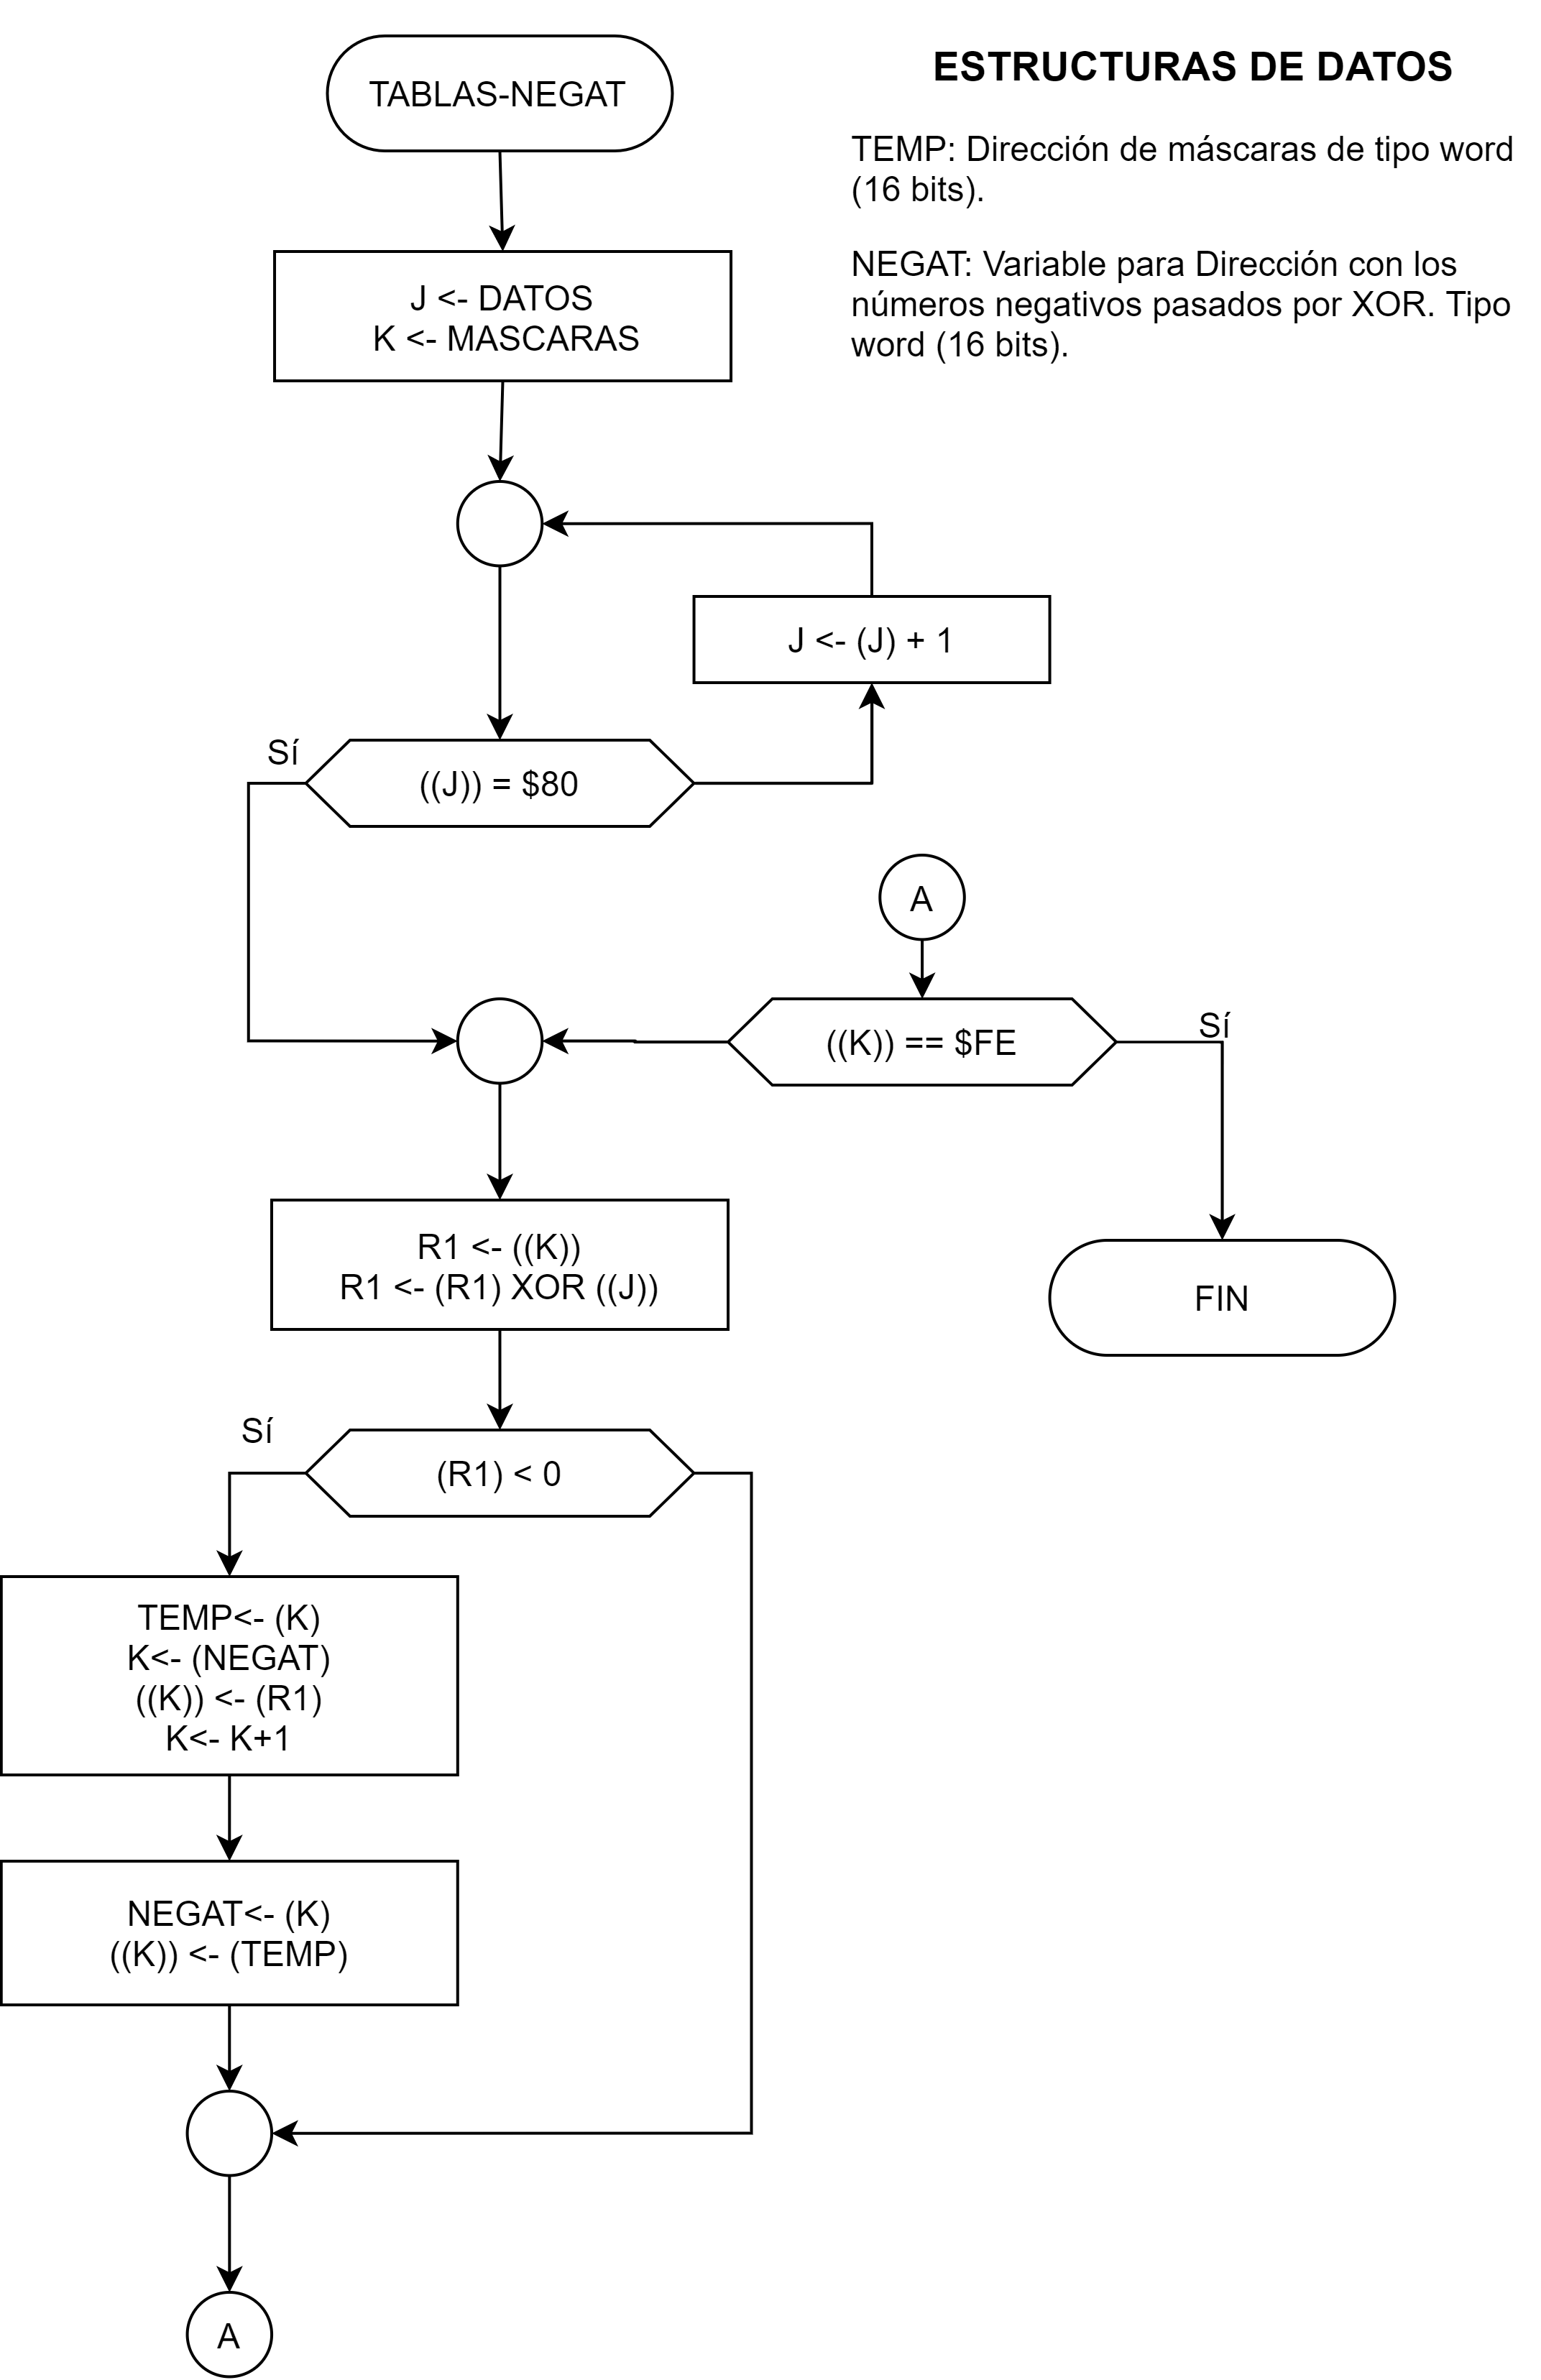 TABLAS-NEGAT
ESTRUCTURAS DE DATOS
TEMP: Dirección de máscaras de tipo word
(16 bits).
NEGAT: Variable para Dirección con los
números negativos pasados por XOR. Tipo
word (16 bits).
J <- DATOS
K <- MASCARAS
J <- (J) + 1
Sí
((J)) = $80
A
((K)) == $FE
Sí
R1 <- ((K))
R1 <- (R1) XOR ((J))
FIN
Sí
(R1) < 0
TEMP<- (K)
K<- (NEGAT)
((K)) <- (R1)
K<- K+1
NEGAT<- (K)
((K)) <- (TEMP)
A